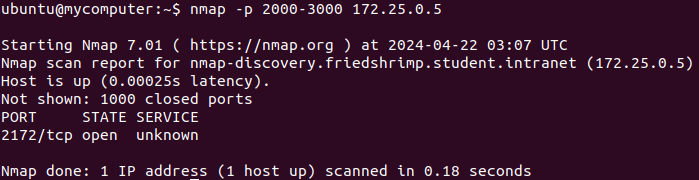 ubuntu@mycomputer:~$ nmap -p 2000-3000 172.25.0.5
Starting Nmap 7.01 ( https://nmap.org ) at 2024-04-22 03:07 UTC
Nmap scan report for nmap-discovery.friedshrimp.student.intranet (172.25.0.5)
Host is up (0.00025s latency).
Not shown: 1000 closed ports
PORT     STATE SERVICE
2172/tcp open  unknown
Nmap done: 1 IP address (1 host up) scanned in 0.18 seconds